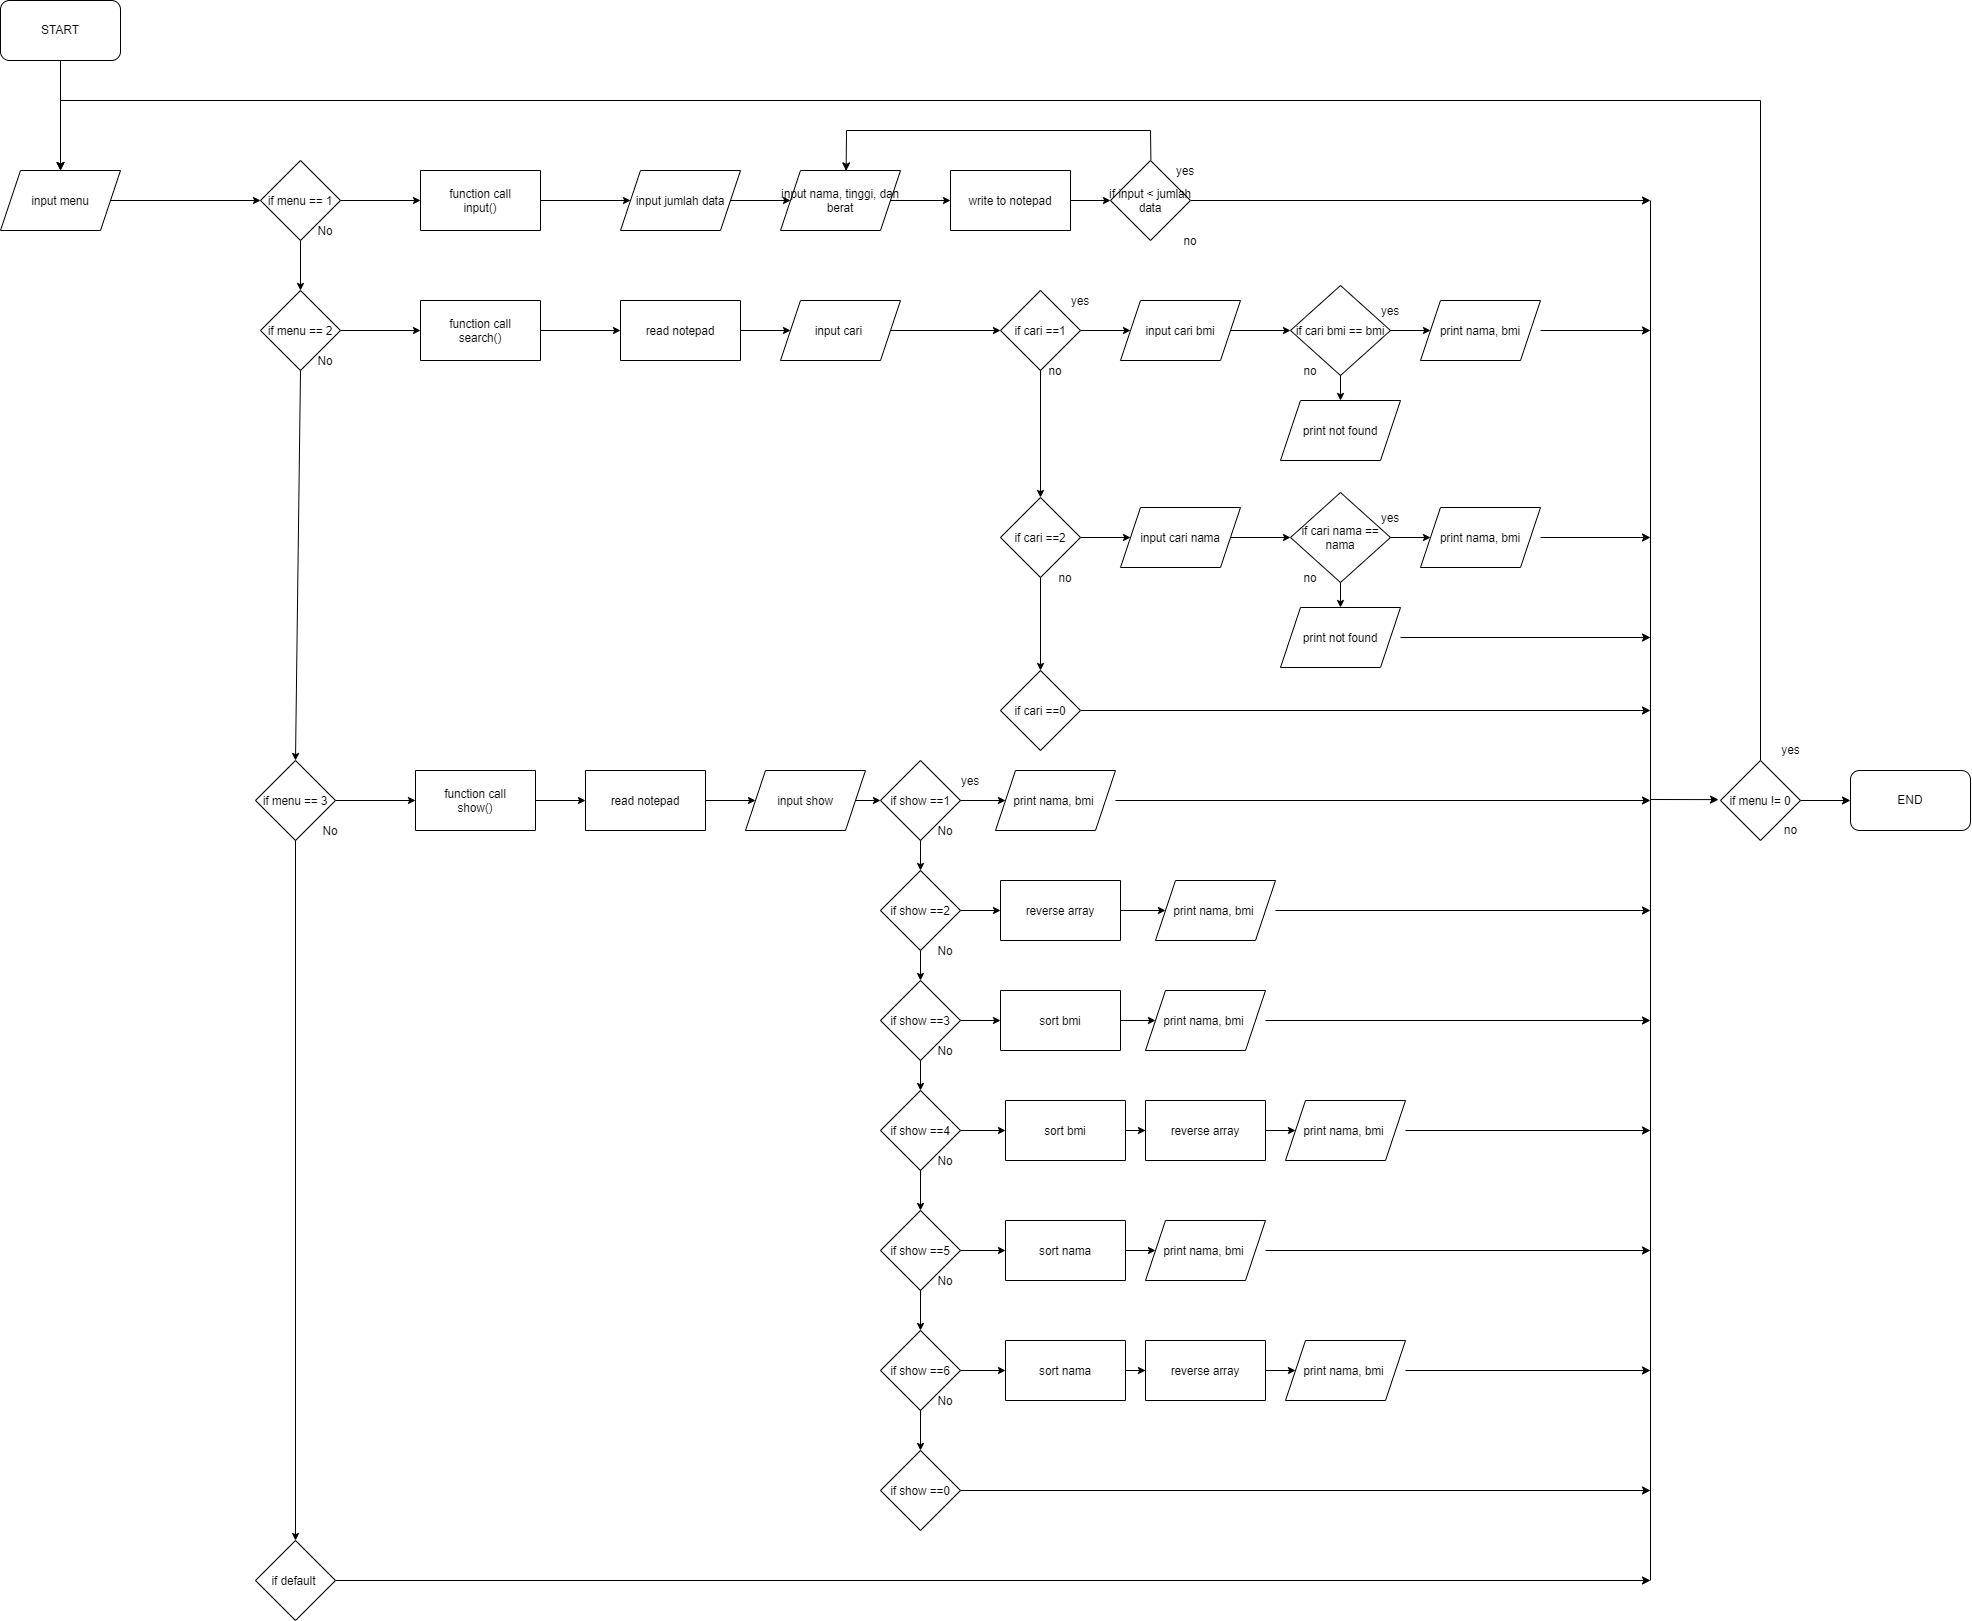 START
input menu
if menu == 1
No
function call
input()
input jumlah data
input nama, tinggi, dan
berat
write to notepad
yes
if input < jumlah
data
no
if menu == 2
No
function call
search()
read notepad
input cari
if cari ==1
yes
no
input cari bmi
if cari bmi == bmi
yes
no
print nama, bmi
print not found
if cari ==2
no
input cari nama
if cari nama ==
nama
yes
no
print nama, bmi
print not found
if cari ==0
if menu == 3
No
function call
show()
read notepad
input show
if show ==1
yes
No
print nama, bmi
yes
if menu != 0
no
END
if show ==2
No
reverse array
print nama, bmi
if show ==3
No
sort bmi
print nama, bmi
if show ==4
No
sort bmi
reverse array
print nama, bmi
if show ==5
No
sort nama
print nama, bmi
if show ==6
No
sort nama
reverse array
print nama, bmi
if show ==0
if default